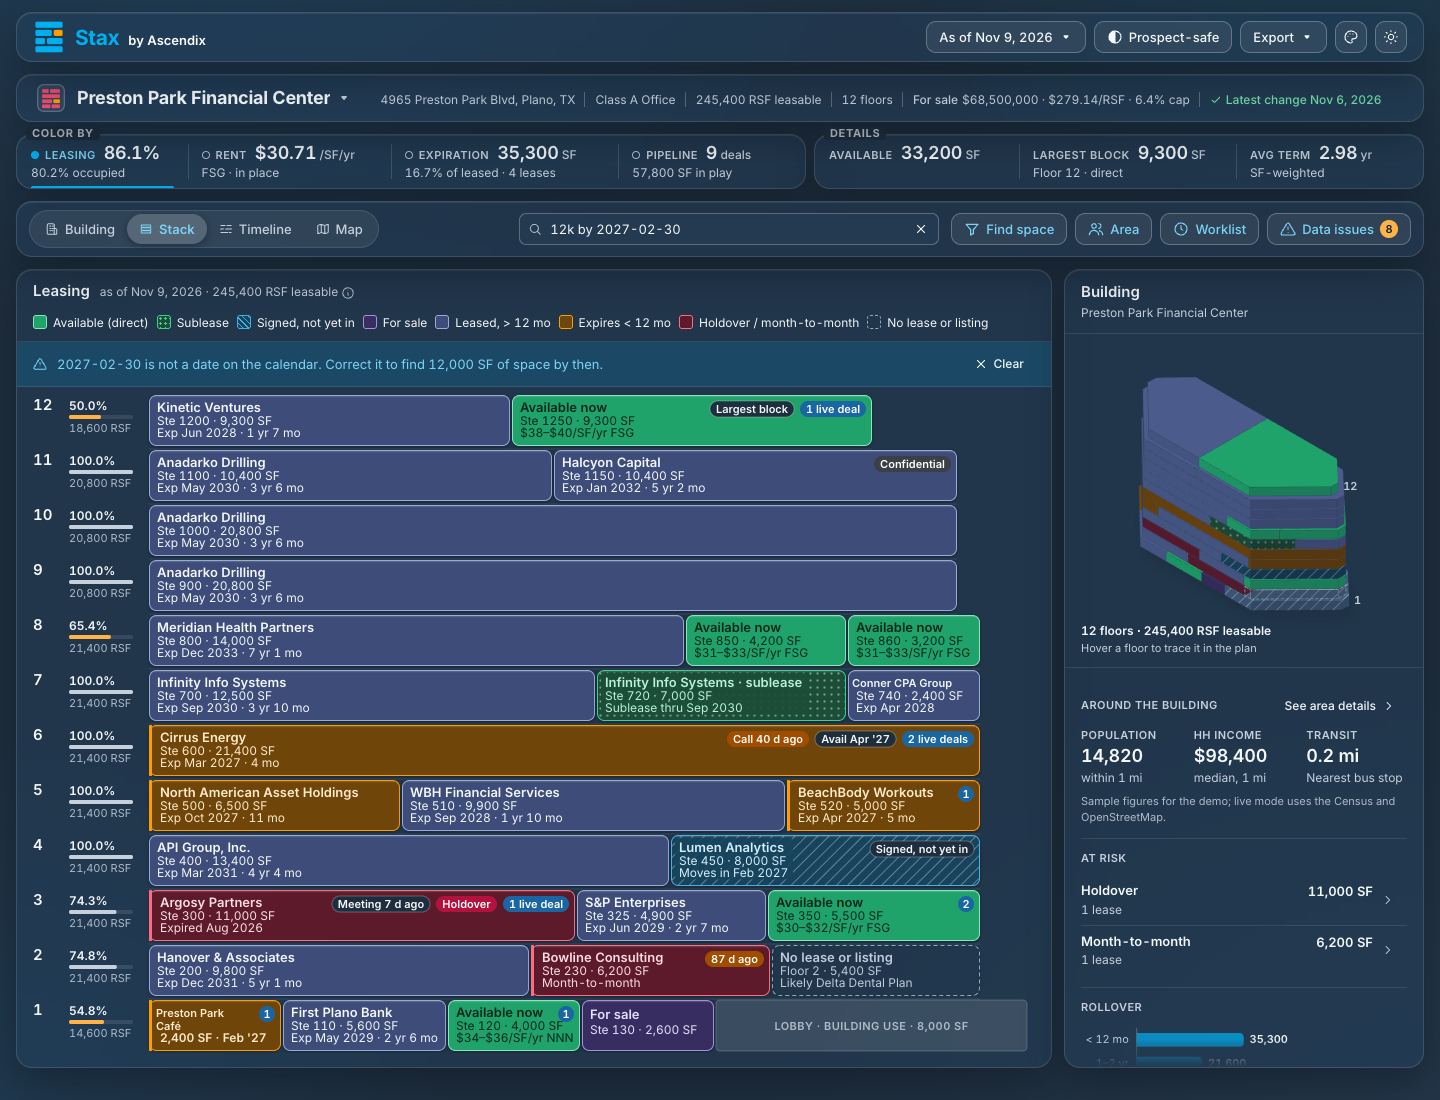 Stax by Ascendix
As of Nov 9, 2026
Prospect-safe
Export
Preston Park Financial Center
4965 Preston Park Blvd, Plano, TX
Class A Office
245,400 RSF leasable
12 floors
For sale $68,500,000 · $279.14/RSF · 6.4% cap
✓ Latest change Nov 6, 2026
COLOR BY
LEASING 86.1%
80.2% occupied
RENT $30.71 /SF/yr
FSG · in place
EXPIRATION 35,300 SF
16.7% of leased · 4 leases
PIPELINE 9 deals
57,800 SF in play
DETAILS
AVAILABLE 33,200 SF
LARGEST BLOCK 9,300 SF
Floor 12 · direct
AVG TERM 2.98 yr
SF-weighted
Building
Stack
Timeline
Map
12k by 2027-02-30
Find space
Area
Worklist
Data issues 8
Leasing as of Nov 9, 2026 · 245,400 RSF leasable
Available (direct)
Sublease
Signed, not yet in
For sale
Leased, > 12 mo
Expires < 12 mo
Holdover / month-to-month
No lease or listing
2027-02-30 is not a date on the calendar. Correct it to find 12,000 SF of space by then.
Clear
12
50.0%
18,600 RSF
Kinetic Ventures
Ste 1200 · 9,300 SF
Exp Jun 2028 · 1 yr 7 mo
Available now
Ste 1250 · 9,300 SF
$38–$40/SF/yr FSG
Largest block
1 live deal
11
100.0%
20,800 RSF
Anadarko Drilling
Ste 1100 · 10,400 SF
Exp May 2030 · 3 yr 6 mo
Halcyon Capital
Ste 1150 · 10,400 SF
Exp Jan 2032 · 5 yr 2 mo
Confidential
10
100.0%
20,800 RSF
Anadarko Drilling
Ste 1000 · 20,800 SF
Exp May 2030 · 3 yr 6 mo
9
100.0%
20,800 RSF
Anadarko Drilling
Ste 900 · 20,800 SF
Exp May 2030 · 3 yr 6 mo
8
65.4%
21,400 RSF
Meridian Health Partners
Ste 800 · 14,000 SF
Exp Dec 2033 · 7 yr 1 mo
Available now
Ste 850 · 4,200 SF
$31–$33/SF/yr FSG
Available now
Ste 860 · 3,200 SF
$31–$33/SF/yr FSG
7
100.0%
21,400 RSF
Infinity Info Systems
Ste 700 · 12,500 SF
Exp Sep 2030 · 3 yr 10 mo
Infinity Info Systems · sublease
Ste 720 · 7,000 SF
Sublease thru Sep 2030
Conner CPA Group
Ste 740 · 2,400 SF
Exp Apr 2028
6
100.0%
21,400 RSF
Cirrus Energy
Ste 600 · 21,400 SF
Exp Mar 2027 · 4 mo
Call 40 d ago
Avail Apr '27
2 live deals
5
100.0%
21,400 RSF
North American Asset Holdings
Ste 500 · 6,500 SF
Exp Oct 2027 · 11 mo
WBH Financial Services
Ste 510 · 9,900 SF
Exp Sep 2028 · 1 yr 10 mo
BeachBody Workouts
Ste 520 · 5,000 SF
Exp Apr 2027 · 5 mo
1
4
100.0%
21,400 RSF
API Group, Inc.
Ste 400 · 13,400 SF
Exp Mar 2031 · 4 yr 4 mo
Lumen Analytics
Ste 450 · 8,000 SF
Moves in Feb 2027
Signed, not yet in
3
74.3%
21,400 RSF
Argosy Partners
Ste 300 · 11,000 SF
Expired Aug 2026
Meeting 7 d ago
Holdover
1 live deal
S&P Enterprises
Ste 325 · 4,900 SF
Exp Jun 2029 · 2 yr 7 mo
Available now
Ste 350 · 5,500 SF
$30–$32/SF/yr FSG
2
2
74.8%
21,400 RSF
Hanover & Associates
Ste 200 · 9,800 SF
Exp Dec 2031 · 5 yr 1 mo
Bowline Consulting
Ste 230 · 6,200 SF
Month-to-month
87 d ago
No lease or listing
Floor 2 · 5,400 SF
Likely Delta Dental Plan
1
54.8%
14,600 RSF
Preston Park
Café
2,400 SF · Feb '27
1
First Plano Bank
Ste 110 · 5,600 SF
Exp May 2029 · 2 yr 6 mo
Available now
Ste 120 · 4,000 SF
$34–$36/SF/yr NNN
1
For sale
Ste 130 · 2,600 SF
LOBBY · BUILDING USE · 8,000 SF
Building
Preston Park Financial Center
12
1
12 floors · 245,400 RSF leasable
Hover a floor to trace it in the plan
AROUND THE BUILDING
See area details
POPULATION
14,820
within 1 mi
HH INCOME
$98,400
median, 1 mi
TRANSIT
0.2 mi
Nearest bus stop
Sample figures for the demo; live mode uses the Census and
OpenStreetMap.
AT RISK
Holdover
1 lease
11,000 SF
Month-to-month
1 lease
6,200 SF
ROLLOVER
< 12 mo
35,300
1–2 yr
21,600